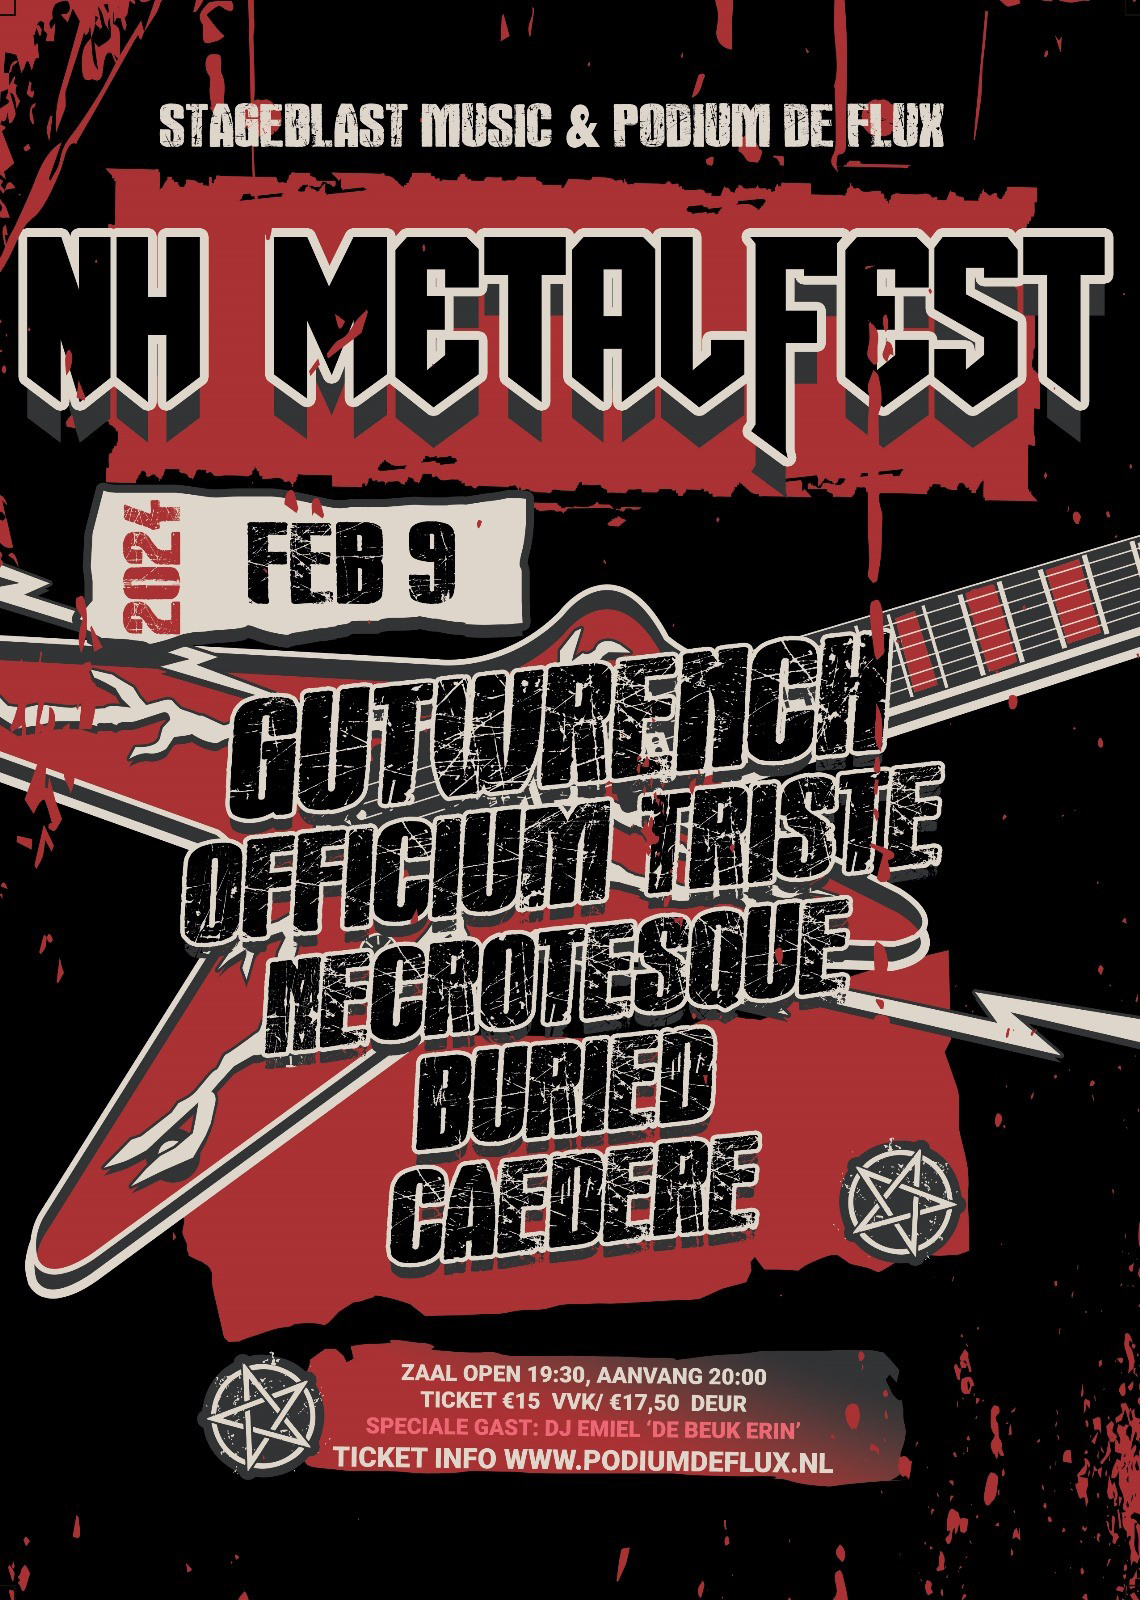 STAGEBLAST MUSIC & PODIUM DE FLUX
NH METALFEST
2024
FEB 9
GUTWRENCH
OFFICIUM TRISTE
NECROTESQUE
BURIED
CAEDERE
ZAAL OPEN 19:30, AANVANG 20:00
TICKET €15 VVK/ €17,50 DEUR
SPECIALE GAST: DJ EMIEL ‘DE BEUK ERIN’
TICKET INFO WWW.PODIUMDEFLUX.NL